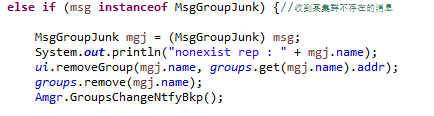 else if (msg instanceof MsgGroupJunk) {//收到某集群不存在的消息
MsgGroupJunk mgj = (MsgGroupJunk) msg;
System.out.println("nonexist rep : " + mgj.name);
ui.removeGroup(mgj.name, groups.get(mgj.name).addr);
groups.remove(mgj.name);
Amgr.GroupsChangeNtfyBkp();